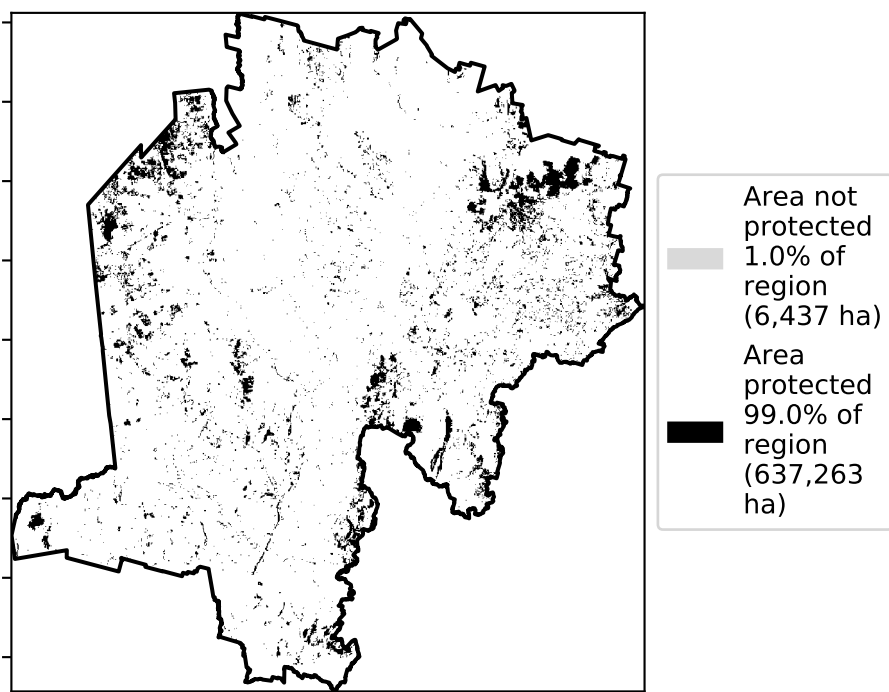 Area not
protected
1.0% of
region
(6,437 ha)
Area
protected
99.0% of
region
(637,263
ha)